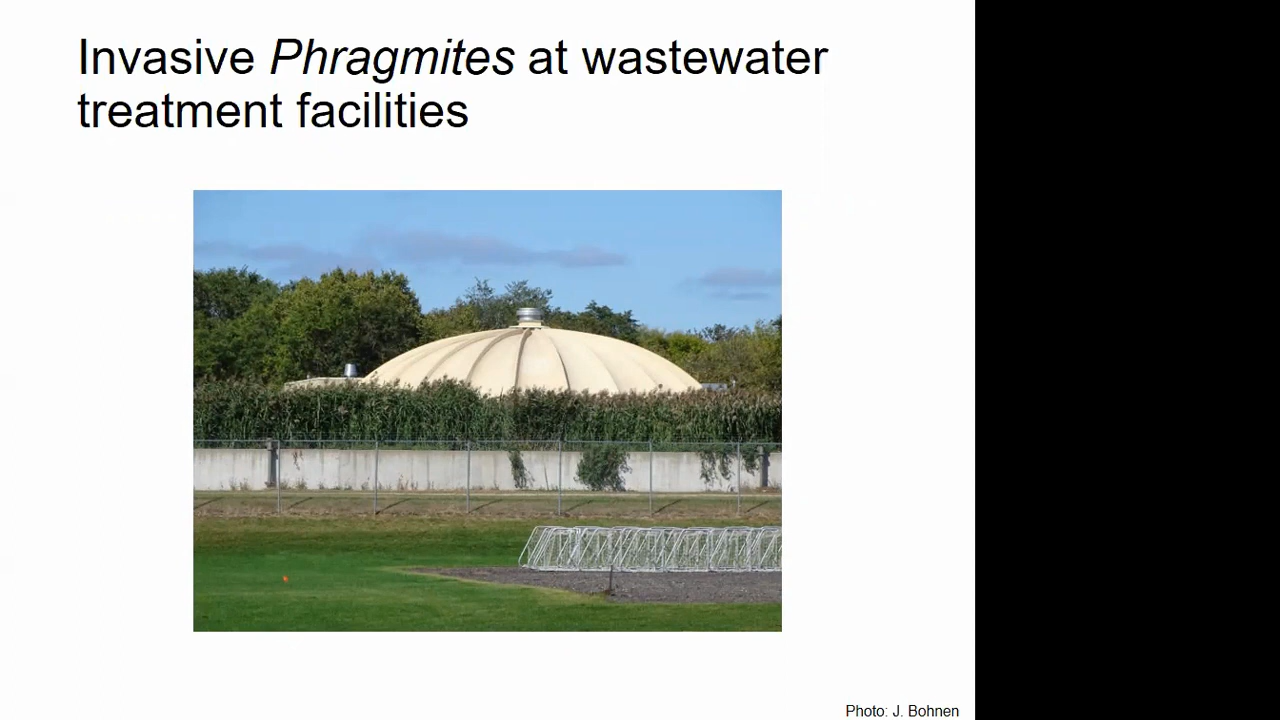 Invasive Phragmites at wastewater
treatment facilities
Photo: J. Bohnen